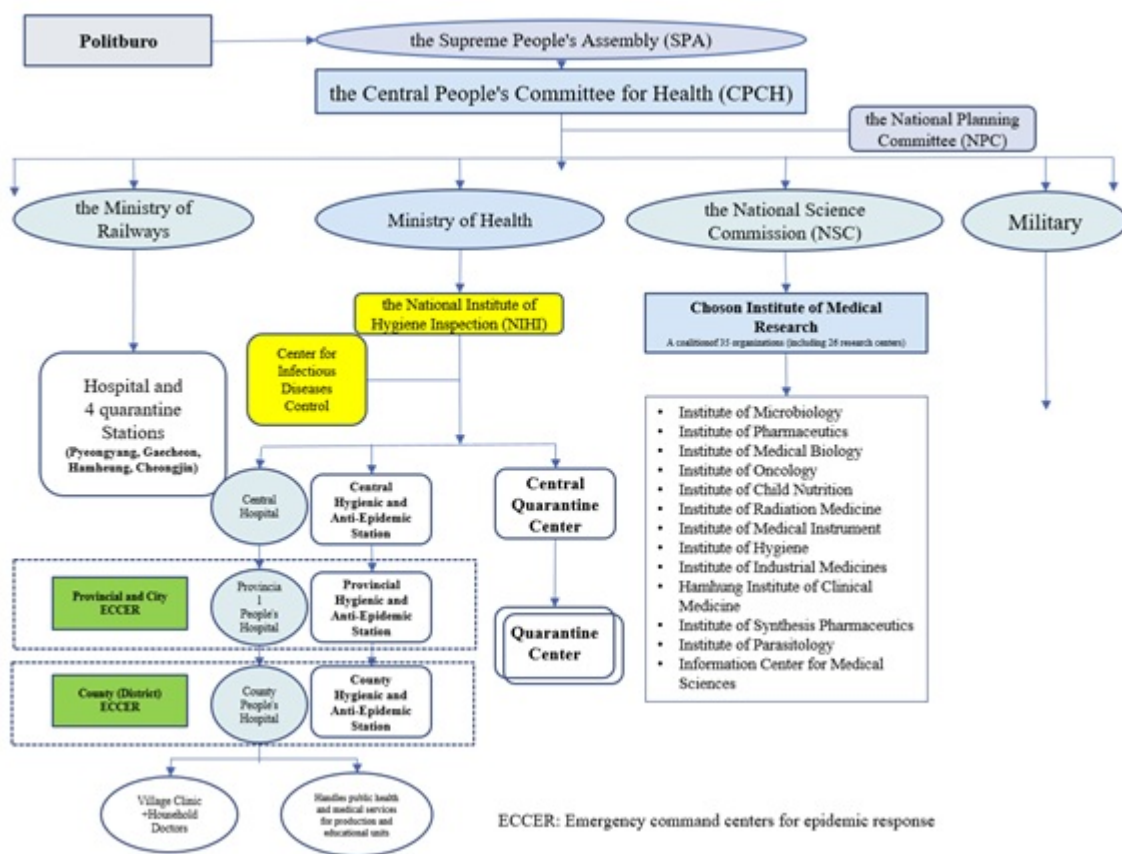 Politburo
the Supreme People's Assembly (SPA)
the Central People's Committee for Health (CPCH)
the National Planning
Committee (NPC)
the Ministry of
Railways
Ministry of Health
the National Science
Commission (NSC)
Military
the National Institute of
Hygiene Inspection (NIHI)
Choson Institute of Medical
Research
A coalitionof 35 organizations (including 26 research centers)
Center for
Infectious
Diseases
Control
Hospital and
4 quarantine
Stations
(Pyeongyang, Gaecheon,
Hamheung, Cheongjin)
• Institute of Microbiology
• Institute of Pharmaceutics
• Institute of Medical Biology
• Institute of Oncology
• Institute of Child Nutrition
• Institute of Radiation Medicine
• Institute of Medical Instrument
• Institute of Hygiene
• Institute of Industrial Medicines
• Hamhung Institute of Clinical
Medicine
• Institute of Synthesis Pharmaceutics
• Institute of Parasitology
• Information Center for Medical
Sciences
Central
Hospital
Central
Hygienic and
Anti-Epidemic
Station
Central
Quarantine
Center
Provincial and City
ECCER
Provincia
l
People's
Hospital
Provincial
Hygienic and
Anti-Epidemic
Station
Quarantine
Center
County (District)
ECCER
County
People's
Hospital
County
Hygienic and
Anti-Epidemic
Station
Village Clinic
+Household
Doctors
Handles public health
and medical services
for production and
educational units
ECCER: Emergency command centers for epidemic response